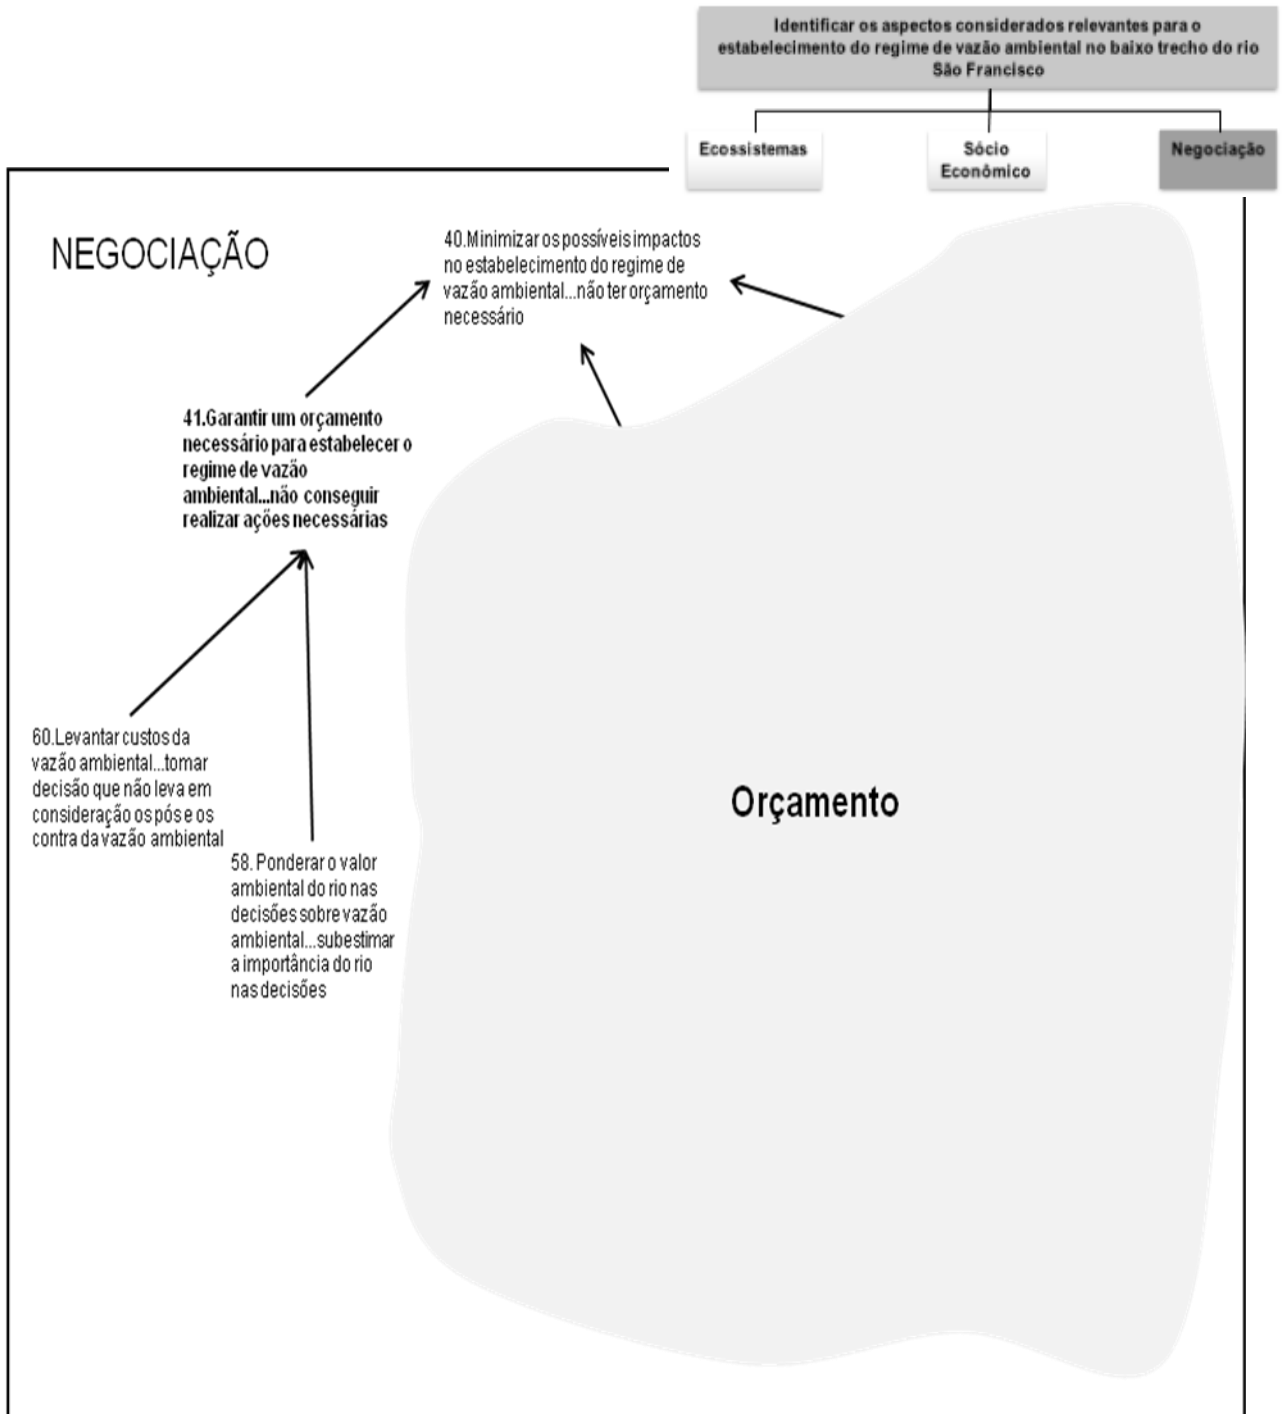 Identificar os aspectos considerados relevantes para o
estabelecimento do regime de vazão ambiental no baixo trecho do rio
São Francisco
Ecossistemas
Sócio
Econômico
Negociação
NEGOCIAÇÃO
40.Minimizar os possíveis impactos
no estabelecimento do regime de
vazão ambiental...não ter orçamento
necessário
41.Garantir um orçamento
necessário para estabelecer o
regime de vazão
ambiental...não conseguir
realizar ações necessárias
60.Levantar custos da
vazão ambiental...tomar
decisão que não leva em
consideração os pós e os
contra da vazão ambiental
58. Ponderar o valor
ambiental do rio nas
decisões sobre vazão
ambiental...subestimar
a importância do rio
nas decisões
Orçamento